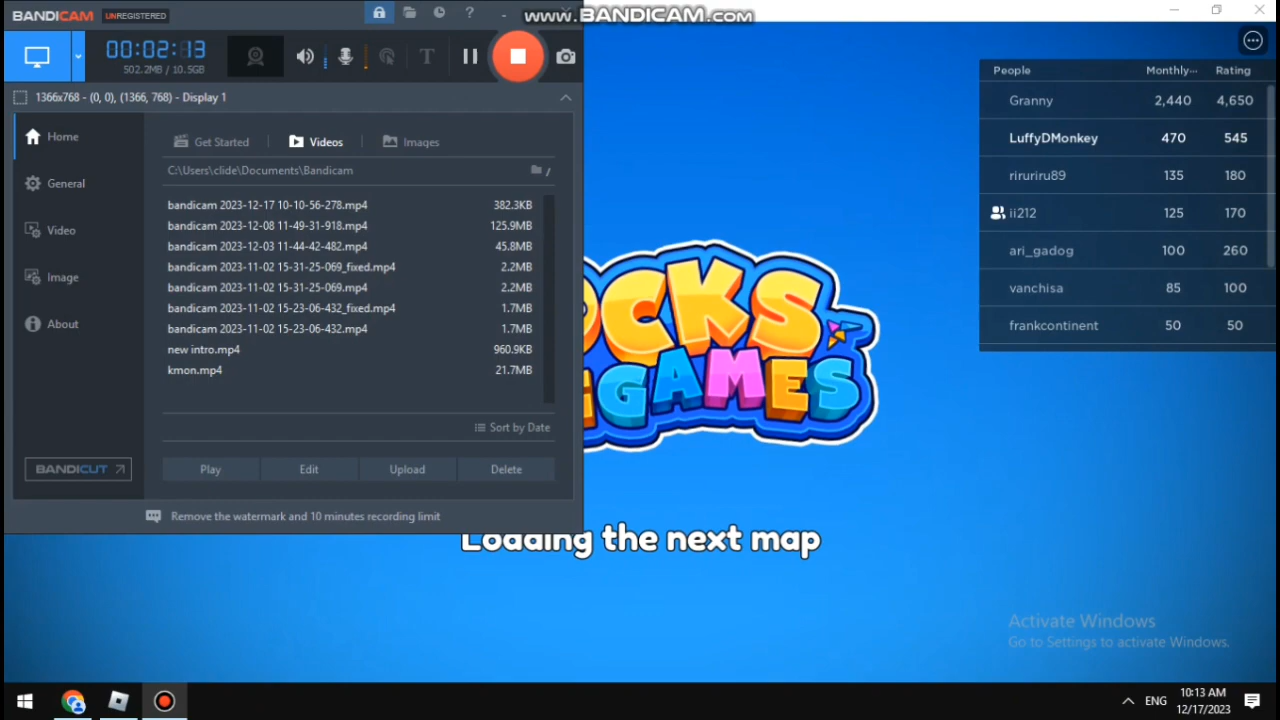 BANDICAM UNREGISTERED
www.BANDICAM.com
00:02:13
502.2MB / 10.5GB
1366x768 - (0, 0), (1366, 768) - Display 1
Home
General
Video
Image
About
BANDICUT
Get Started
Videos
Images
C:\Users\clide\Documents\Bandicam
bandicam 2023-12-17 10-10-56-278.mp4 382.3KB
bandicam 2023-12-08 11-49-31-918.mp4 125.9MB
bandicam 2023-12-03 11-44-42-482.mp4 45.8MB
bandicam 2023-11-02 15-31-25-069_fixed.mp4 2.2MB
bandicam 2023-11-02 15-31-25-069.mp4 2.2MB
bandicam 2023-11-02 15-23-06-432_fixed.mp4 1.7MB
bandicam 2023-11-02 15-23-06-432.mp4 1.7MB
new intro.mp4 960.9KB
kmon.mp4 21.7MB
Sort by Date
Play Edit Upload Delete
Remove the watermark and 10 minutes recording limit
OCKS
GAMES
Loading the next map
People Monthly... Rating
Granny 2,440 4,650
LuffyDMonkey 470 545
riruriru89 135 180
ii212 125 170
ari_gadog 100 260
vanchisa 85 100
frankcontinent 50 50
Activate Windows
Go to Settings to activate Windows.
ENG
10:13 AM
12/17/2023